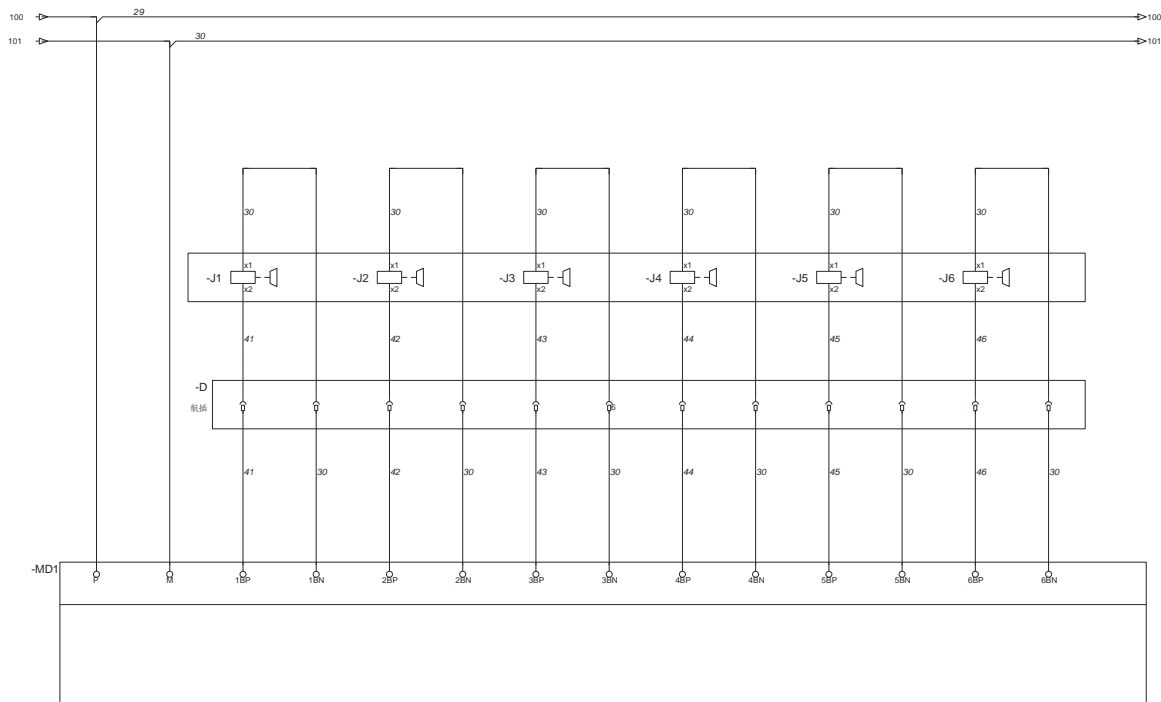 29
100 100
30
101 101
30 30 30 30 30 30
x1 x1 x1 x1 x1 x1
-J1 -J2 -J3 -J4 -J5 -J6
x2 x2 x2 x2 x2 x2
41 42 43 44 45 46
-D
航插 6
41 30 42 30 43 30 44 30 45 30 46 30
-MD1
P M 1BP 1BN 2BP 2BN 3BP 3BN 4BP 4BN 5BP 5BN 6BP 6BN